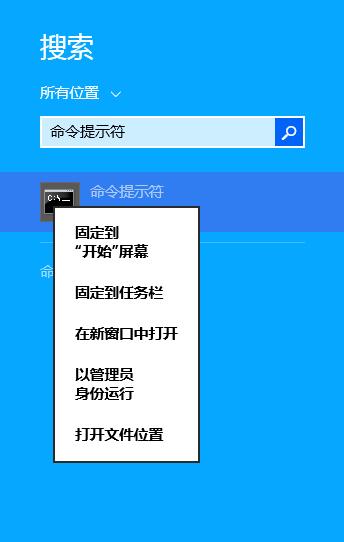 搜索
所有位置
命令提示符
命令提示符
固定到
“开始”屏幕
固定到任务栏
在新窗口中打开
以管理员
身份运行
打开文件位置
命